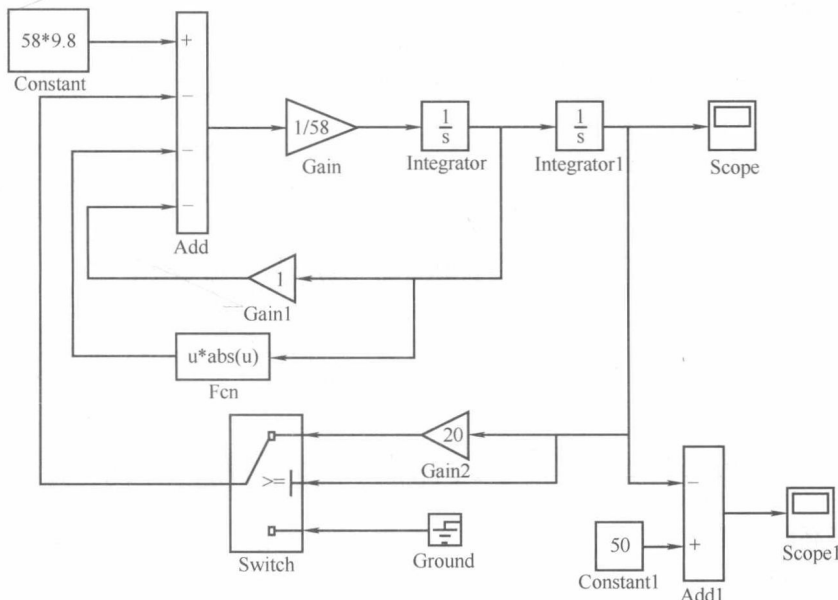 58*9.8
Constant
+
−
−
−
Add
1/58
Gain
1
s
Integrator
1
s
Integrator1
Scope
1
Gain1
u*abs(u)
Fcn
20
Gain2
>=
Switch
Ground
−
+
Add1
50
Constant1
Scope1